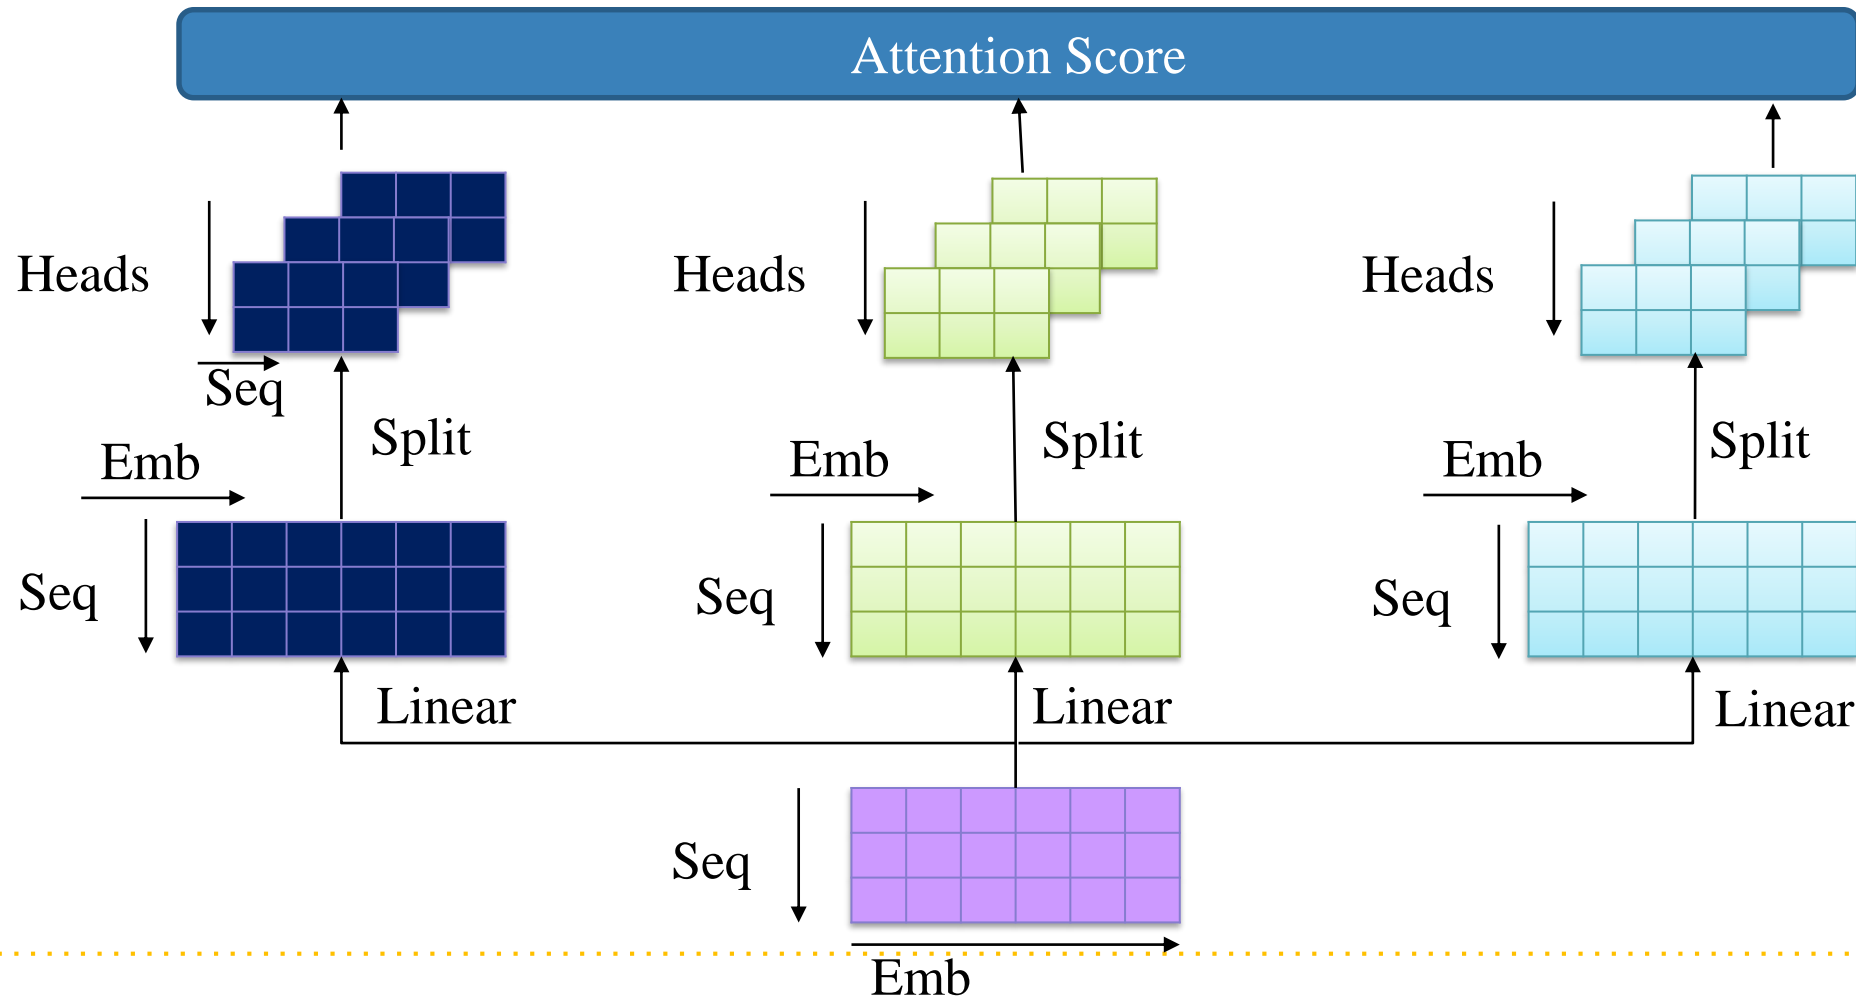 Attention Score
Heads
Heads
Heads
Seq
Split
Split
Split
Emb
Emb
Emb
Seq
Seq
Seq
Linear
Linear
Linear
Seq
Emb